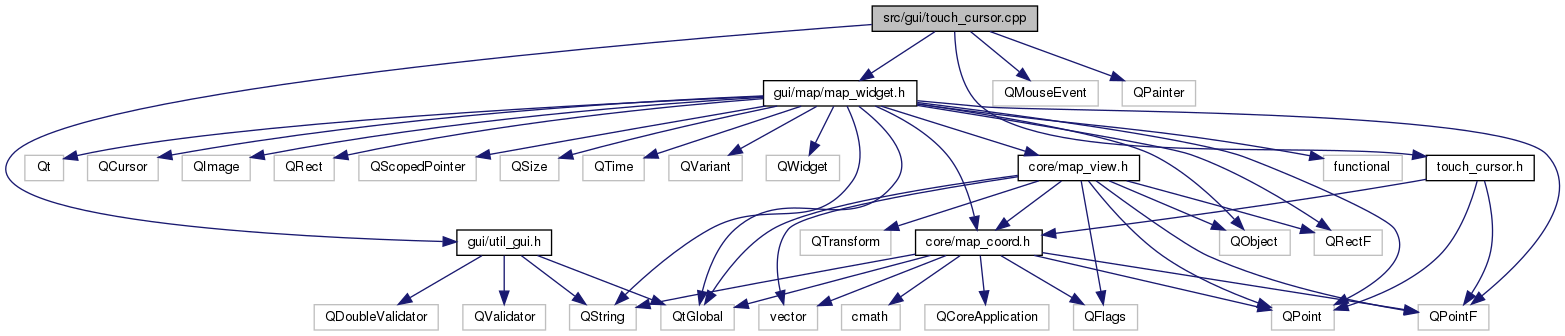 src/gui/touch_cursor.cpp
gui/map/map_widget.h
QMouseEvent
QPainter
Qt
QCursor
QImage
QRect
QScopedPointer
QSize
QTime
QVariant
QWidget
core/map_view.h
functional
touch_cursor.h
gui/util_gui.h
QTransform
core/map_coord.h
QObject
QRectF
QDoubleValidator
QValidator
QString
QtGlobal
vector
cmath
QCoreApplication
QFlags
QPoint
QPointF